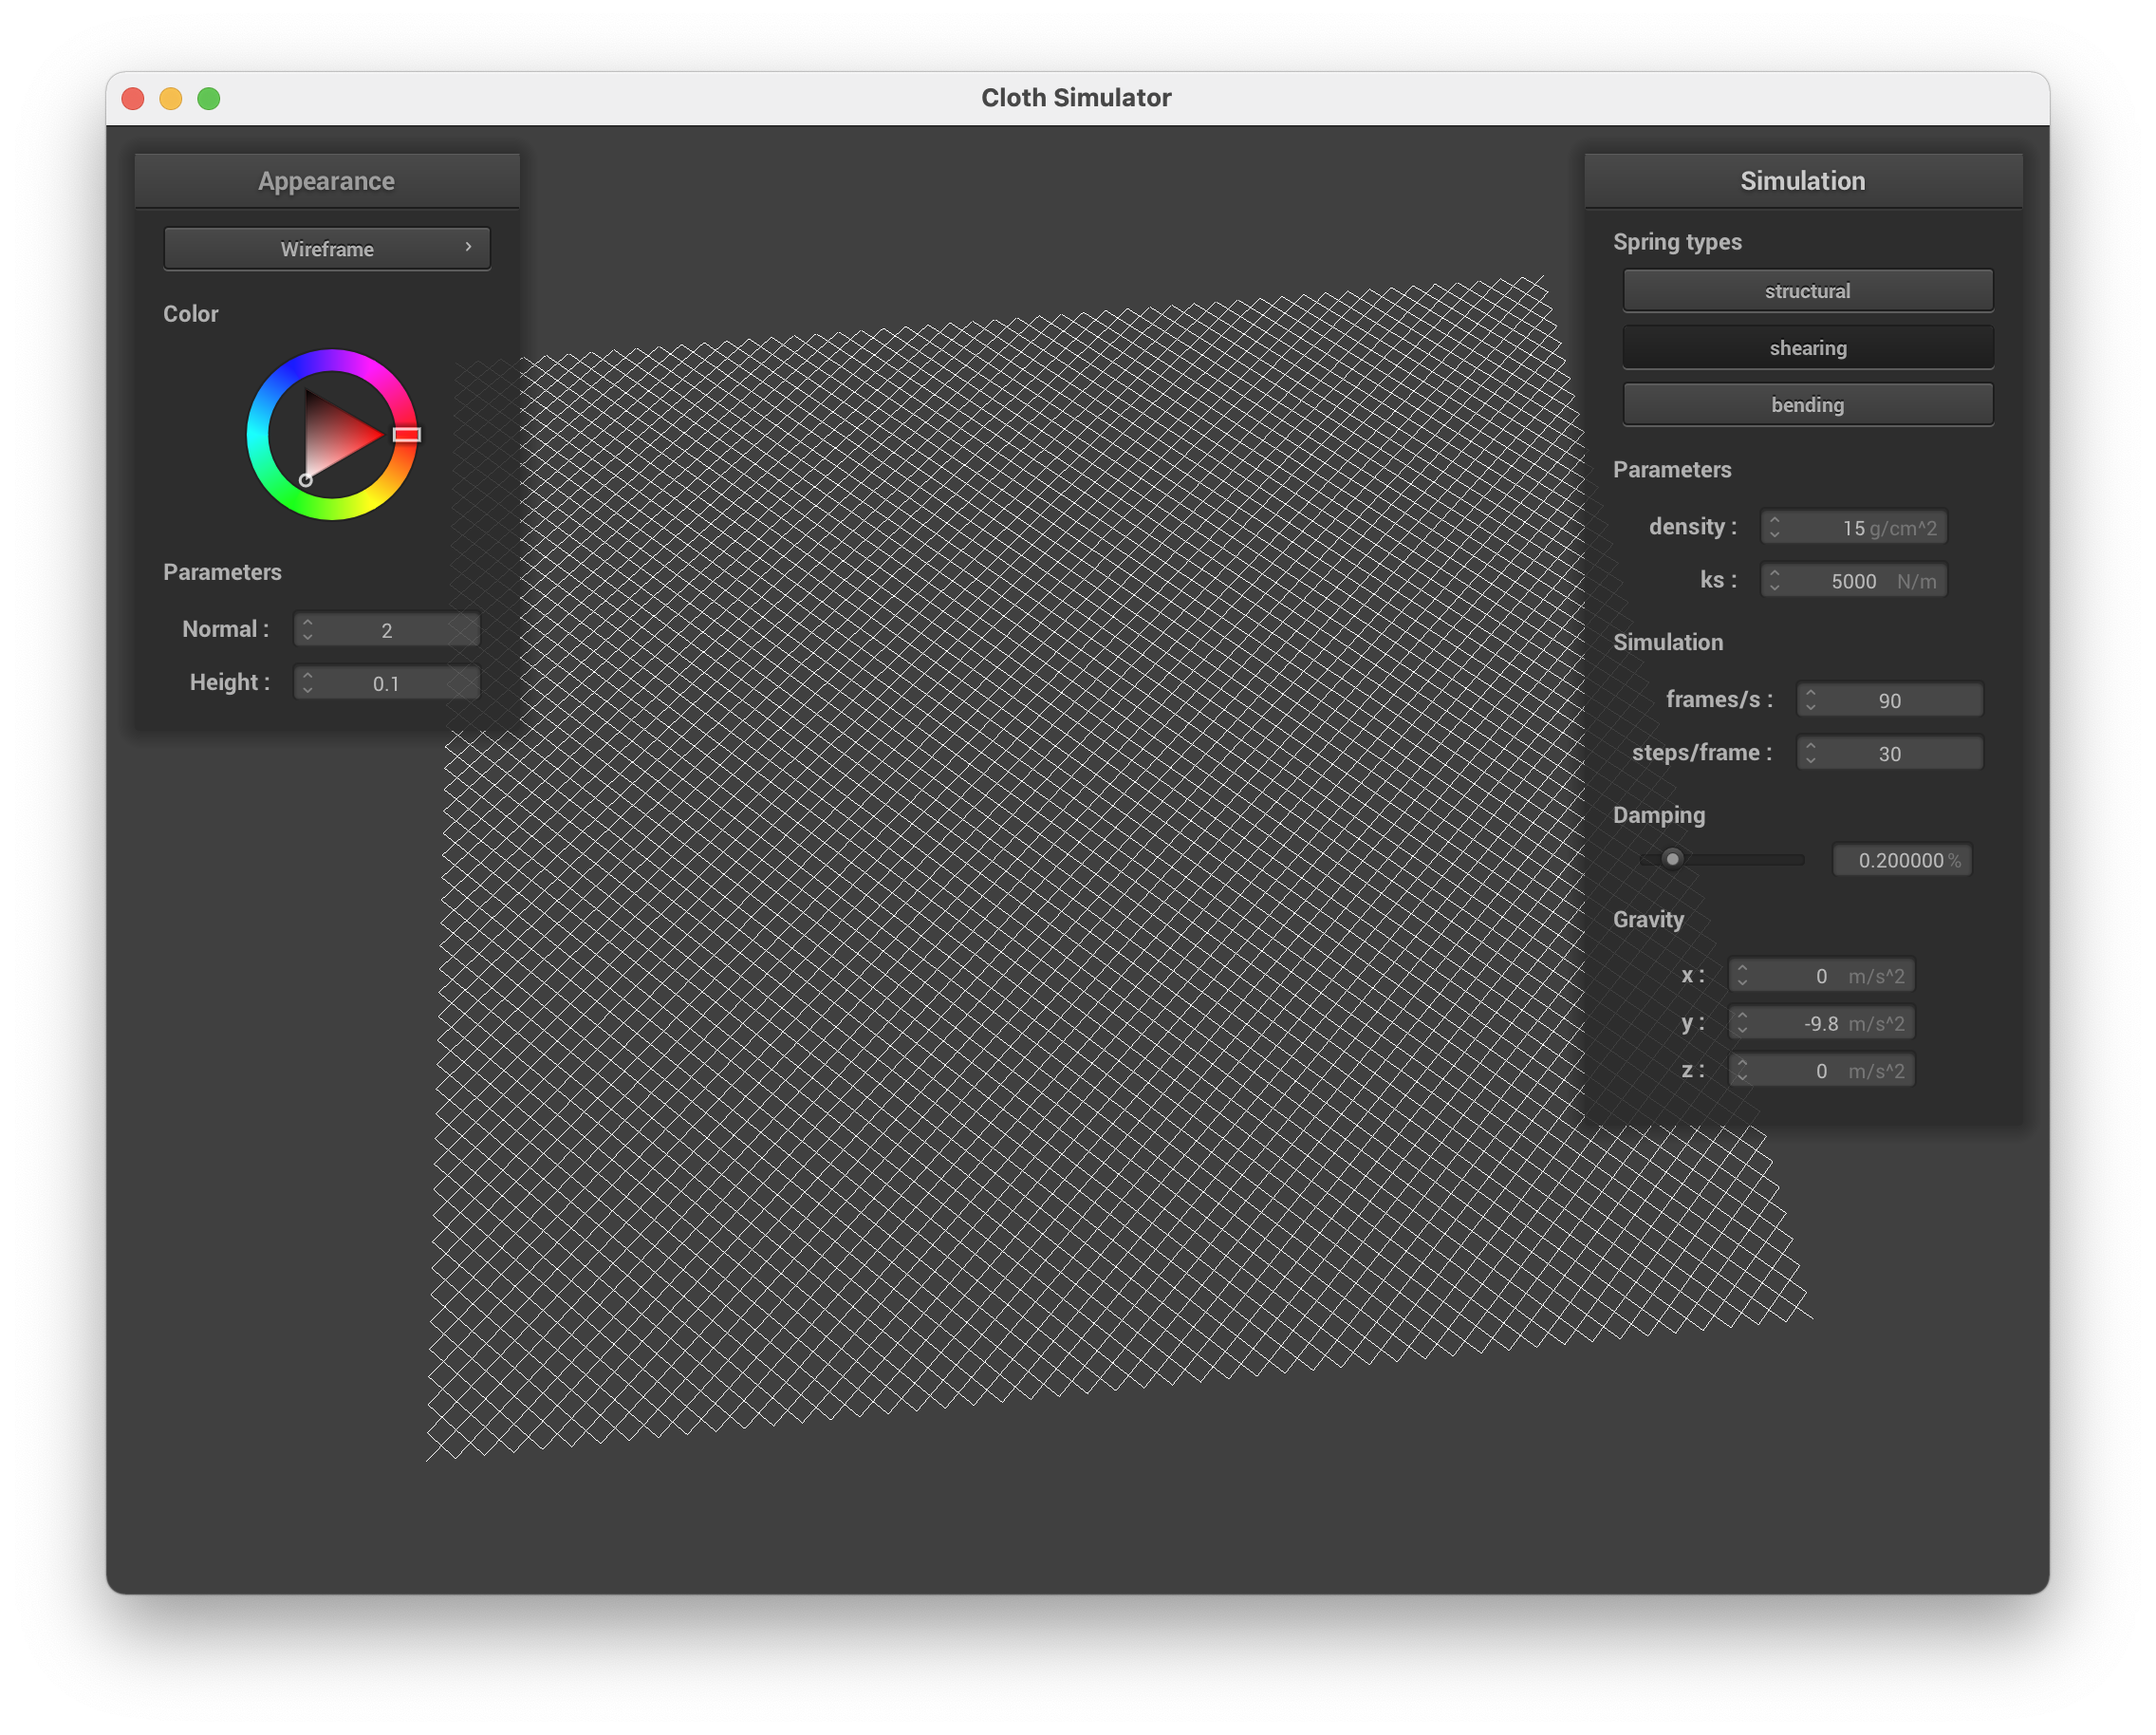 Cloth Simulator
Appearance
Wireframe
Color
Parameters
Normal : 2
Height : 0.1
Simulation
Spring types
structural
shearing
bending
Parameters
density : 15 g/cm^2
ks : 5000 N/m
Simulation
frames/s : 90
steps/frame : 30
Damping
0.200000 %
Gravity
x : 0 m/s^2
y : -9.8 m/s^2
z : 0 m/s^2